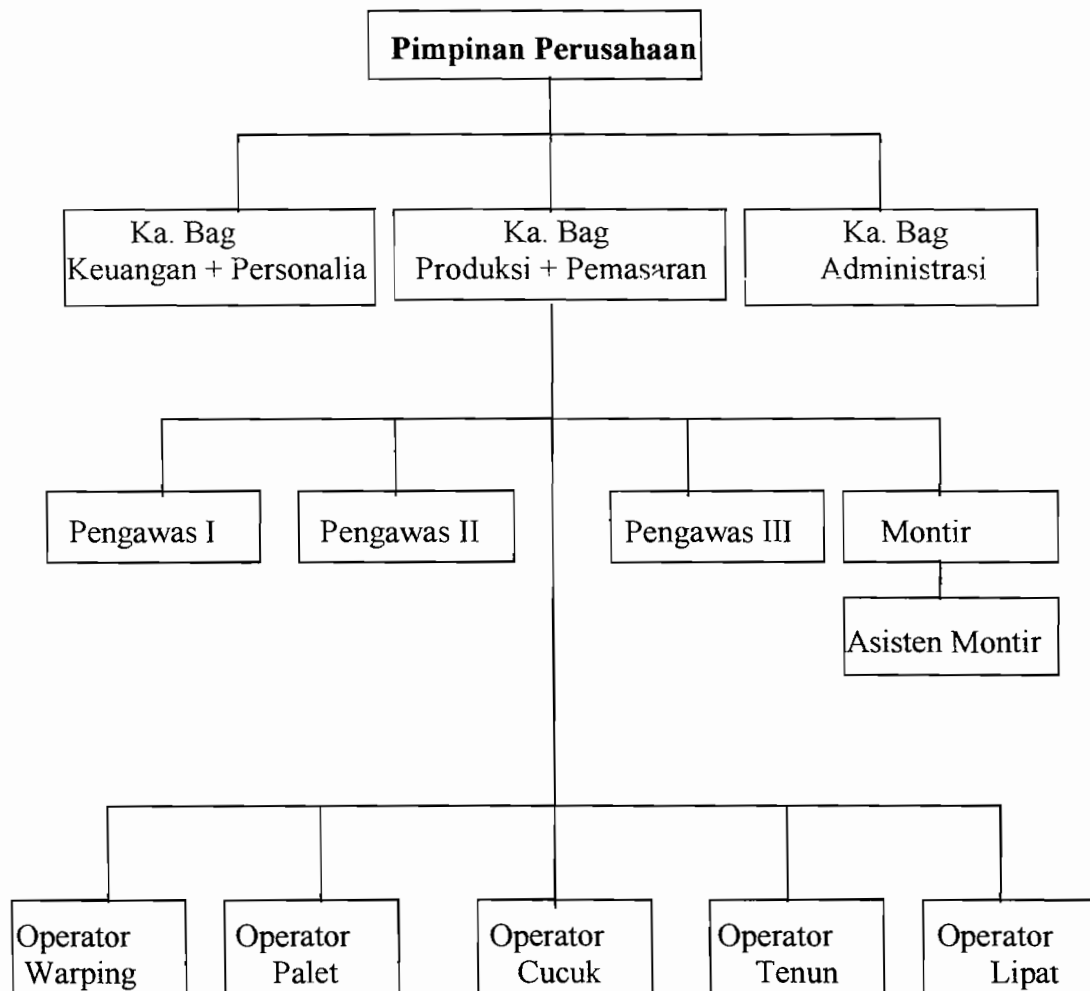 Pimpinan Perusahaan
Ka. Bag
Keuangan + Personalia
Ka. Bag
Produksi + Pemasaran
Ka. Bag
Administrasi
Pengawas I
Pengawas II
Pengawas III
Montir
Asisten Montir
Operator
Warping
Operator
Palet
Operator
Cucuk
Operator
Tenun
Operator
Lipat